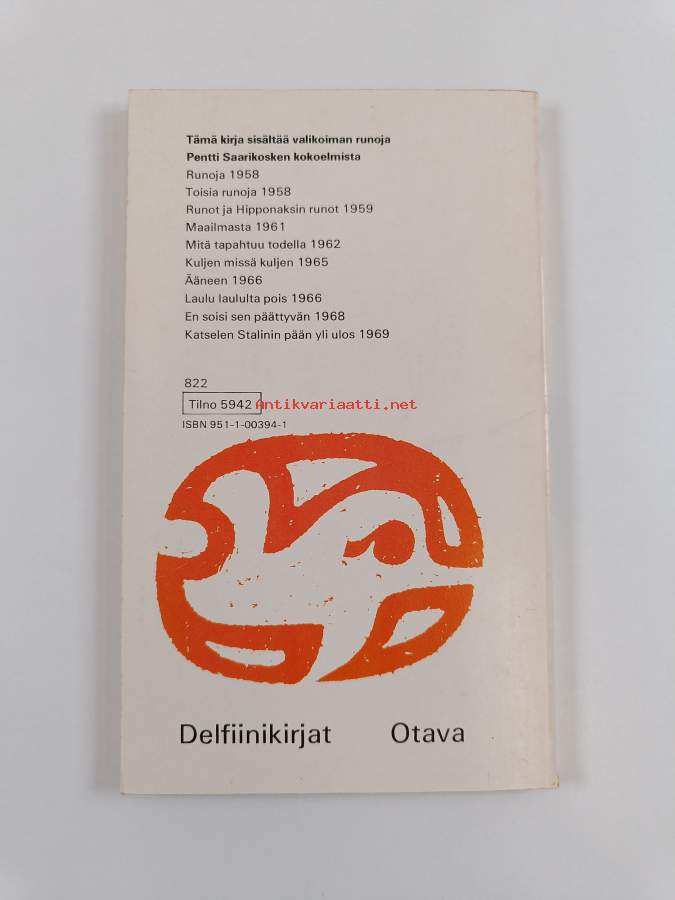 Tämä kirja sisältää valikoiman runoja
Pentti Saarikosken kokoelmista
Runoja 1958
Toisia runoja 1958
Runot ja Hipponaksin runot 1959
Maailmasta 1961
Mitä tapahtuu todella 1962
Kuljen missä kuljen 1965
Ääneen 1966
Laulu laululta pois 1966
En soisi sen päättyvän 1968
Katselen Stalinin pään yli ulos 1969
822
Tilno 5942
Antikvariaatti.net
ISBN 951-1-00394-1
Delfiinikirjat Otava